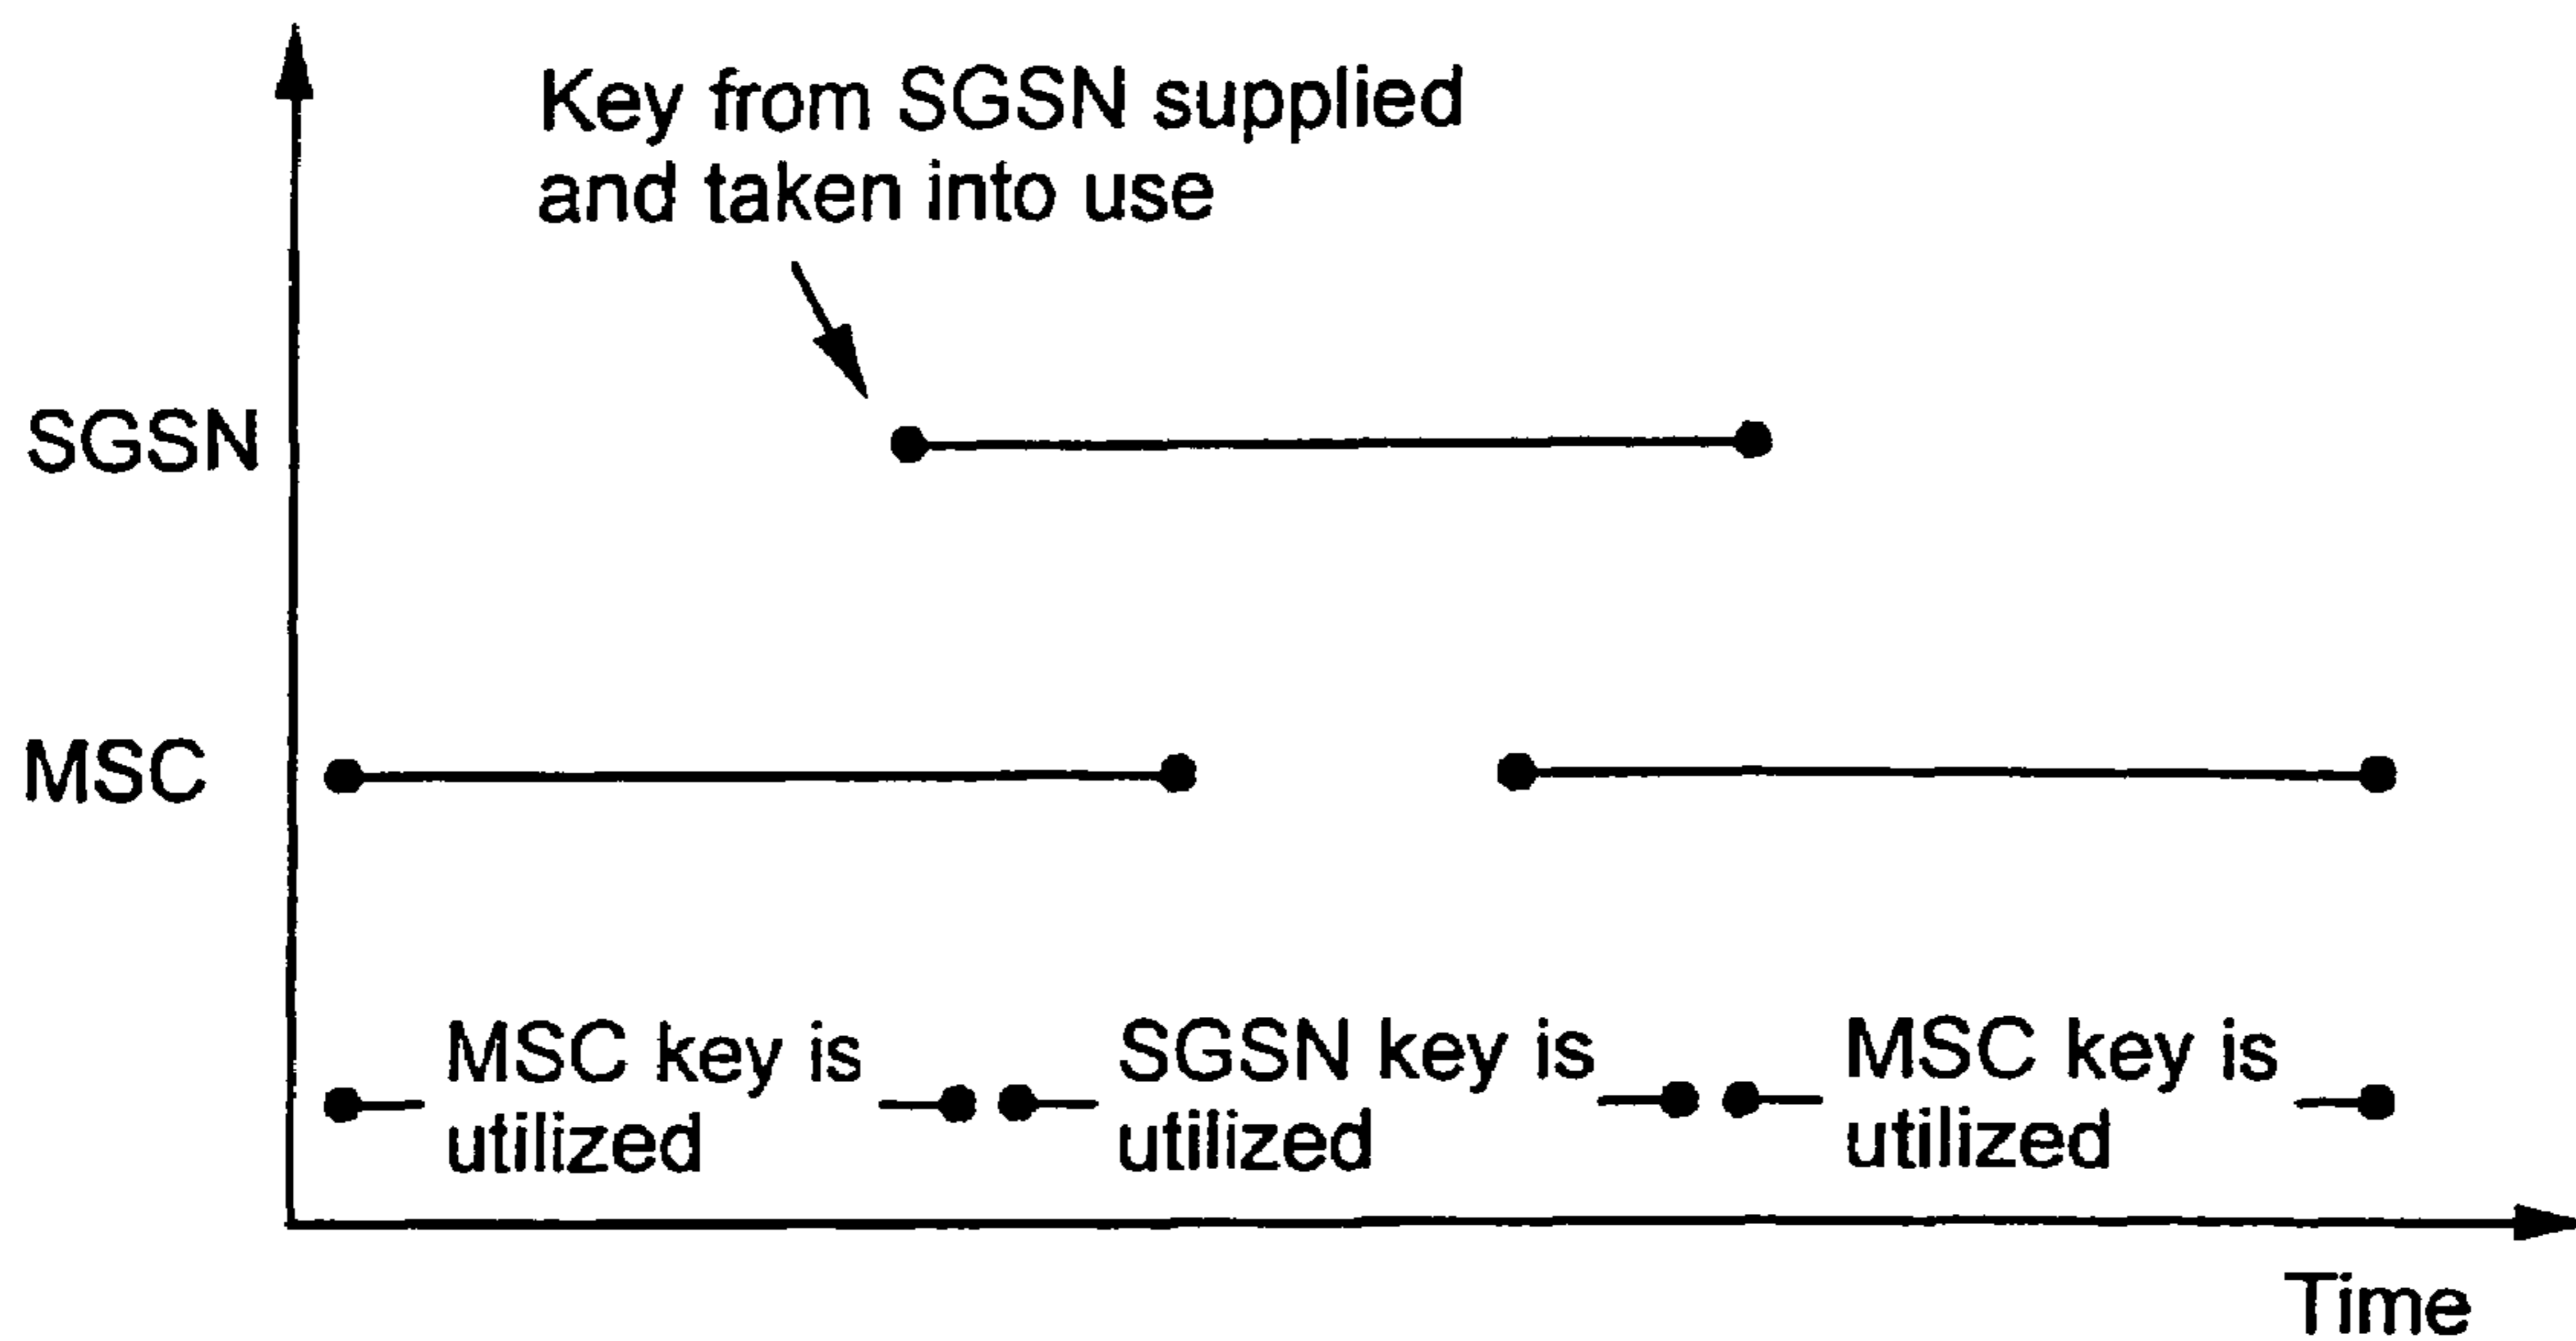 Key from SGSN supplied
and taken into use
SGSN
MSC
MSC key is
utilized
SGSN key is
utilized
MSC key is
utilized
Time